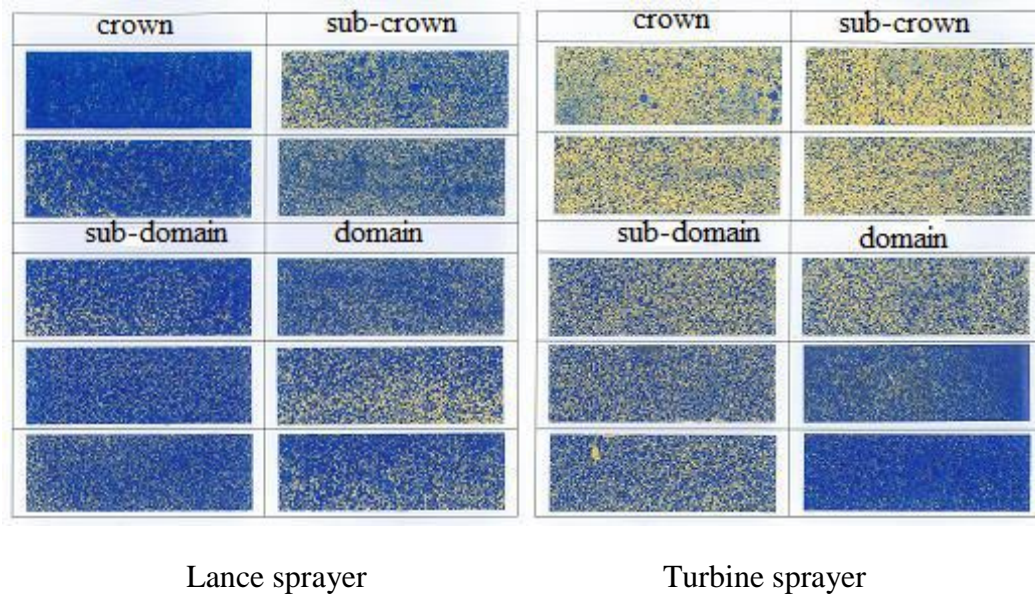 crown sub-crown
sub-domain domain
crown sub-crown
sub-domain domain
Lance sprayer
Turbine sprayer